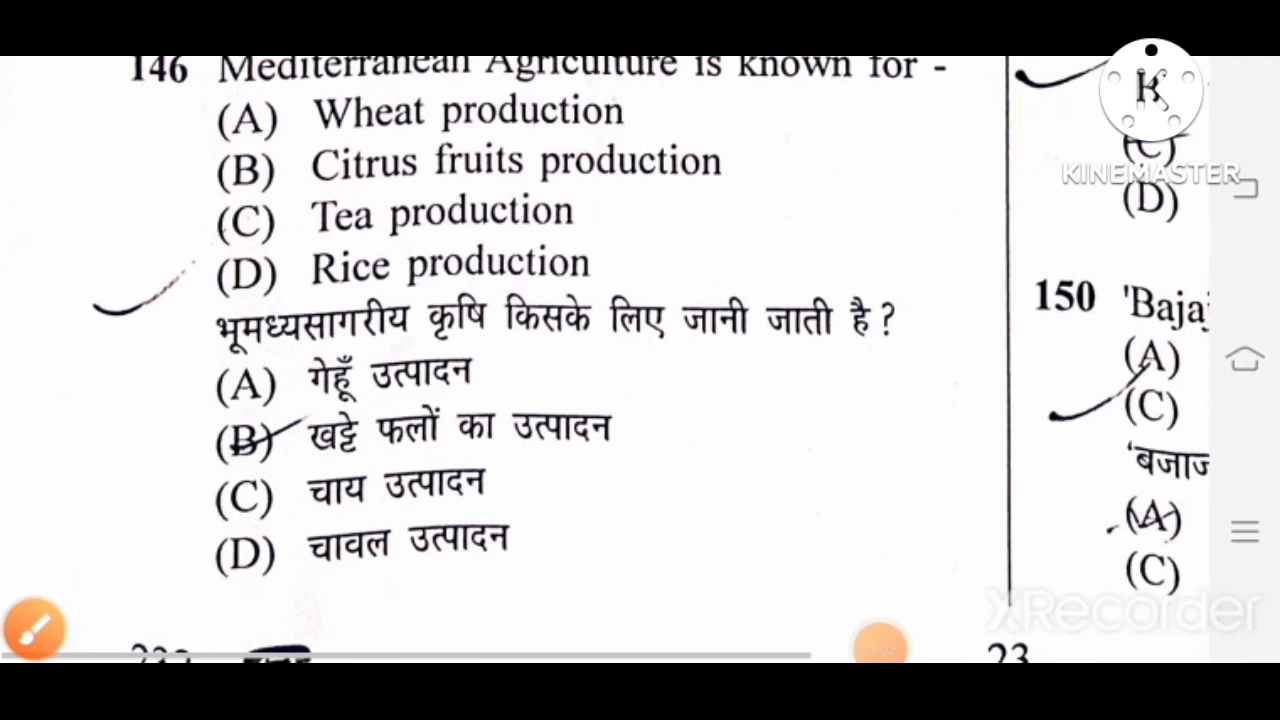 146 Mediterranean Agriculture is known for -
(A) Wheat production
(B) Citrus fruits production
(C) Tea production
(D) Rice production
भूमध्यसागरीय कृषि किसके लिए जानी जाती है ?
(A) गेहूँ उत्पादन
(B) खट्टे फलों का उत्पादन
(C) चाय उत्पादन
(D) चावल उत्पादन
K
KINEMASTER
(C)
(D)
150 'Bajaj
(A)
(C)
'बजाज
(A)
(C)
XRecorder
23